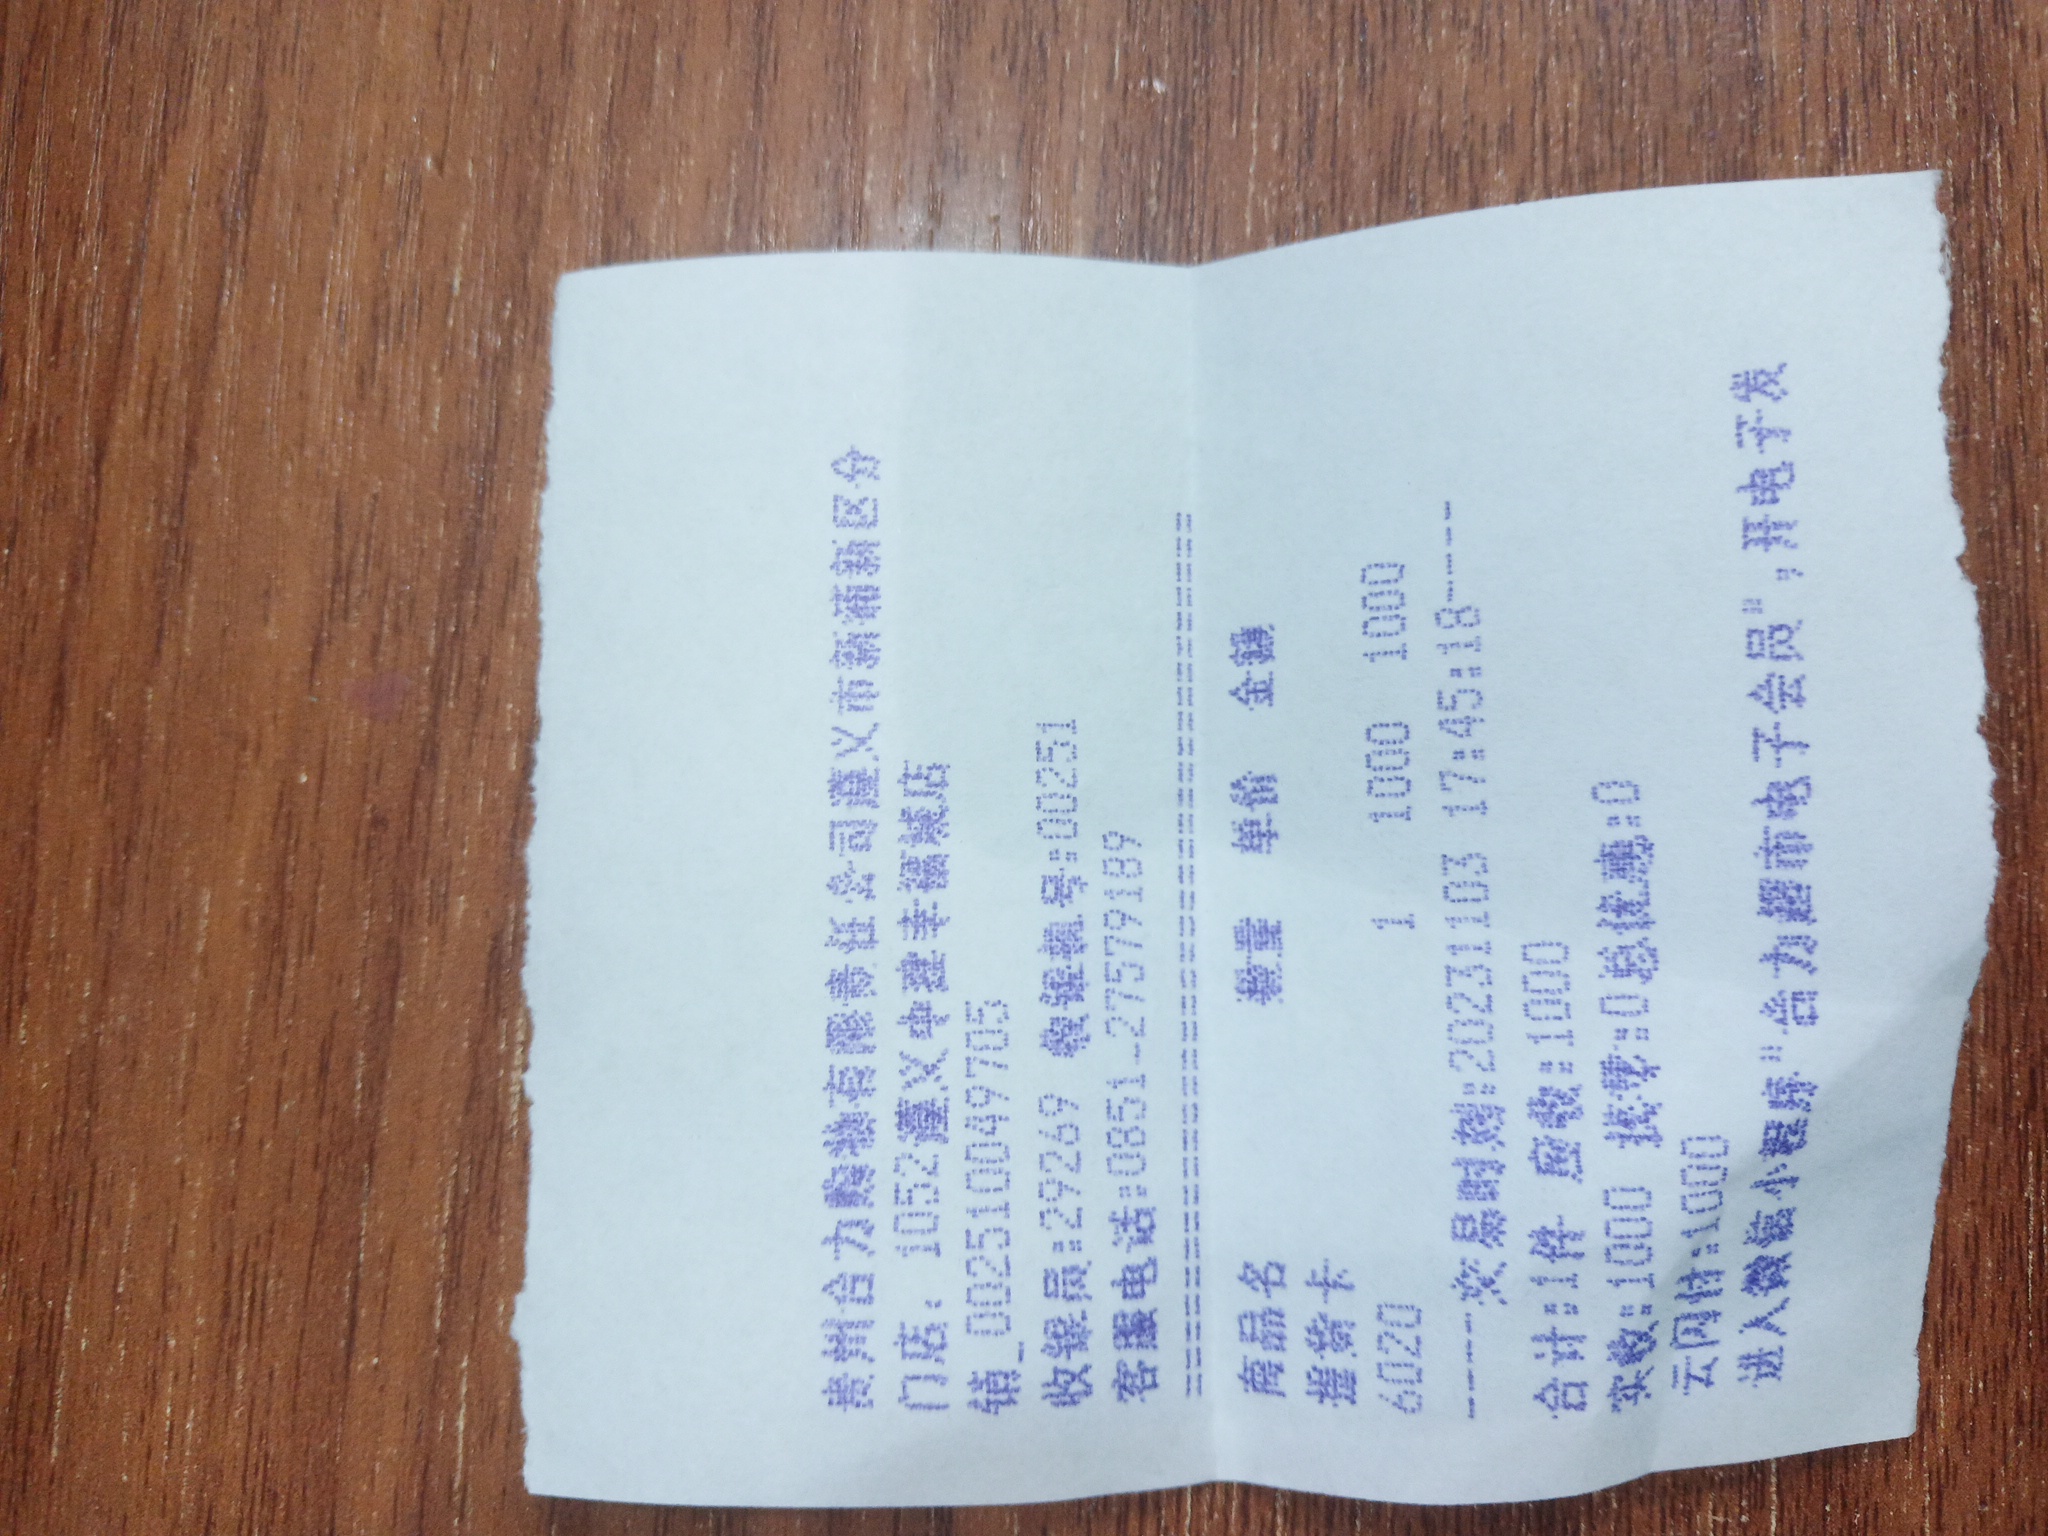 贵州合力购物有限责任公司遵义市新蒲新区分
门店：1052遵义中建幸福城店
镇_002510049705
收银员:29269 收银机号:00251
客服电话:0851-27579189
======================================
商品名 数量 单价 金额
提货卡
6020 1 1000 1000
----交易时刻:20231103 17:45:18-----
合计:1件 应收:1000
实收:1000 找零:0总优惠:0
云闪付:1000
进入微信小程序"合力超市电子会员",开电子发